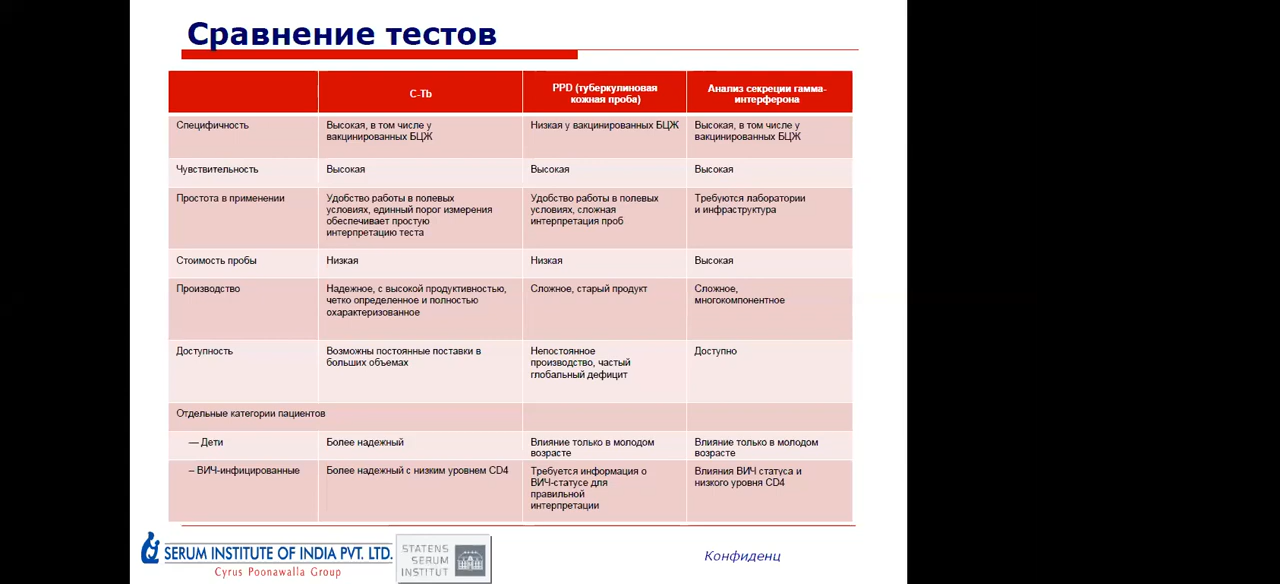 Сравнение тестов
C-Tb
PPD (туберкулиновая
кожная проба)
Анализ секреции гамма-
интерферона
Специфичность
Высокая, в том числе у
вакцинированных БЦЖ
Низкая у вакцинированных БЦЖ
Высокая, в том числе у
вакцинированных БЦЖ
Чувствительность
Высокая
Высокая
Высокая
Простота в применении
Удобство работы в полевых
условиях, единный порог измерения
обеспечивает простую
интерпретацию теста
Удобство работы в полевых
условиях, сложная
интерпретация проб
Требуются лаборатории
и инфраструктура
Стоимость пробы
Низкая
Низкая
Высокая
Производство
Надежное, с высокой продуктивностью,
четко определенное и полностью
охарактеризованное
Сложное, старый продукт
Сложное,
многокомпонентное
Доступность
Возможны постоянные поставки в
больших объемах
Непостоянное
производство, частый
глобальный дефицит
Доступно
Отдельные категории пациентов
— Дети
Более надежный
Влияние только в молодом
возрасте
Влияние только в молодом
возрасте
– ВИЧ-инфицированные
Более надежный с низким уровнем CD4
Требуется информация о
ВИЧ-статусе для
правильной
интерпретации
Влияния ВИЧ статуса и
низкого уровня CD4
SERUM INSTITUTE OF INDIA PVT. LTD.
Cyrus Poonawalla Group
STATENS
SERUM
INSTITUT
Конфиденц